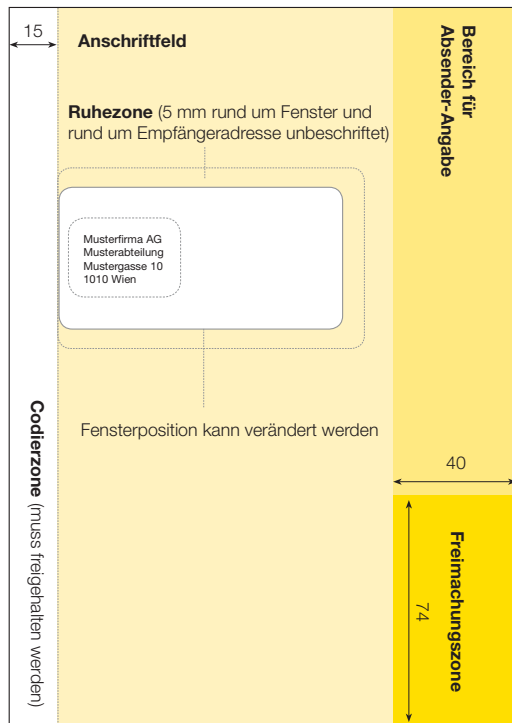 15
Anschriftfeld
Bereich für
Absender-Angabe
Ruhezone (5 mm rund um Fenster und
rund um Empfängeradresse unbeschriftet)
Musterfirma AG
Musterabteilung
Mustergasse 10
1010 Wien
Fensterposition kann verändert werden
Codierzone (muss freigehalten werden)
40
74
Freimachungszone